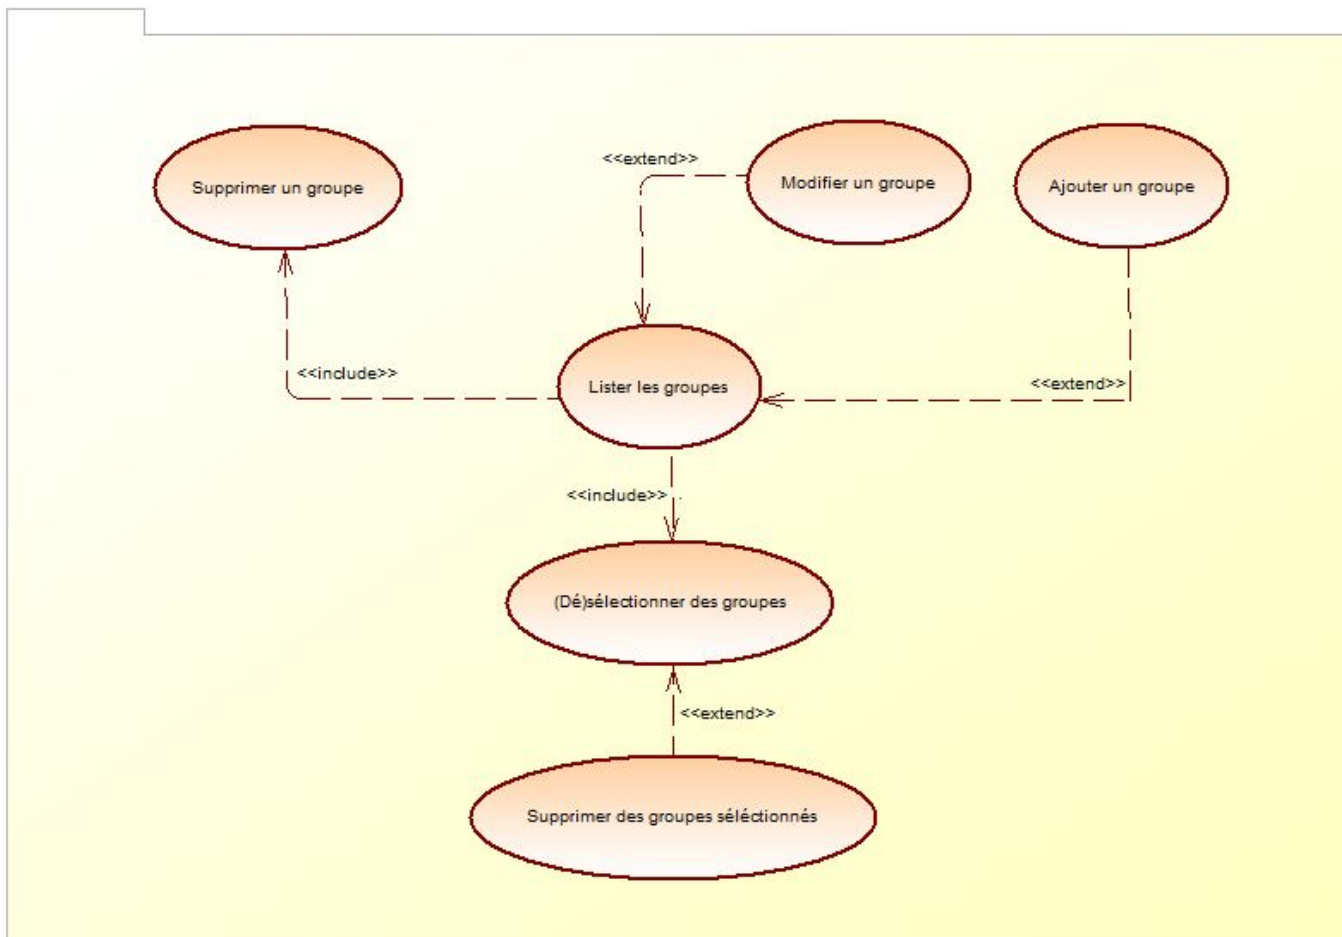 <<extend>>
Supprimer un groupe
Modifier un groupe
Ajouter un groupe
<<include>>
Lister les groupes
<<extend>>
<<include>>
(Dé)sélectionner des groupes
<<extend>>
Supprimer des groupes séléctionnés